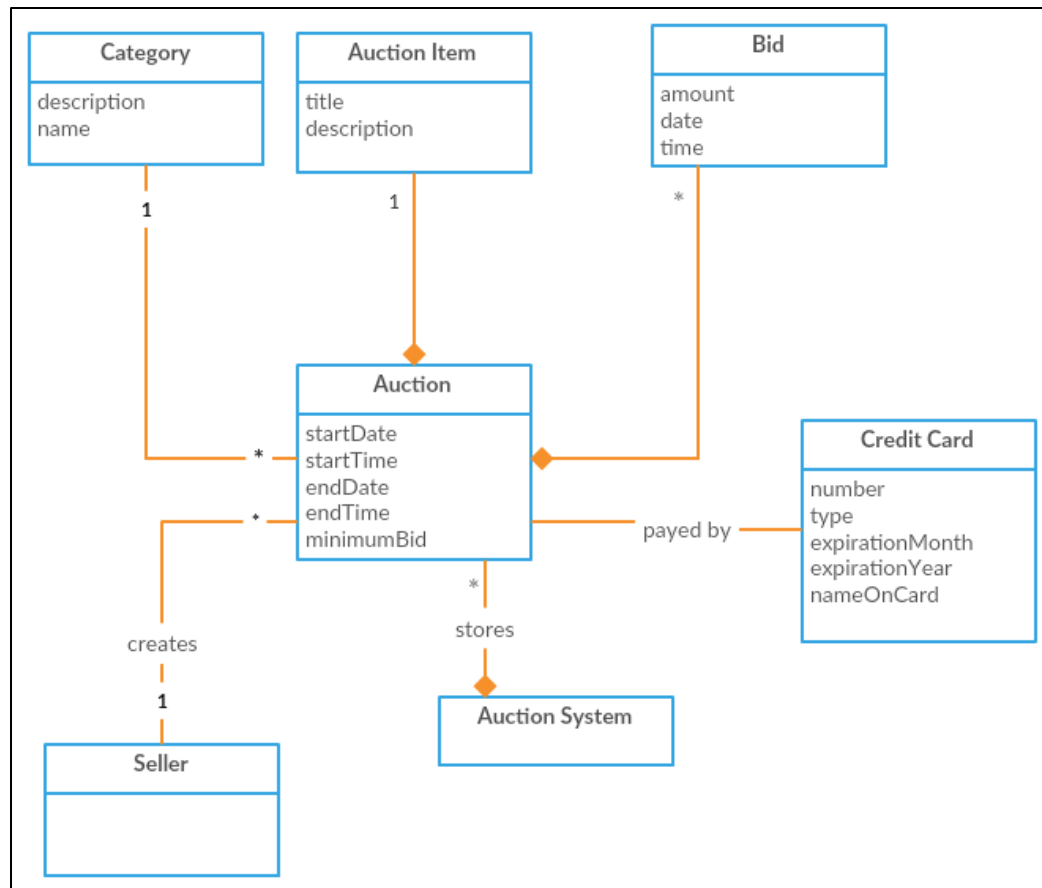 Category
description
name
Auction Item
title
description
Bid
amount
date
time
1
1
*
Auction
startDate
startTime
endDate
endTime
minimumBid
*
*
Credit Card
number
type
expirationMonth
expirationYear
nameOnCard
payed by
*
stores
creates
1
Auction System
Seller